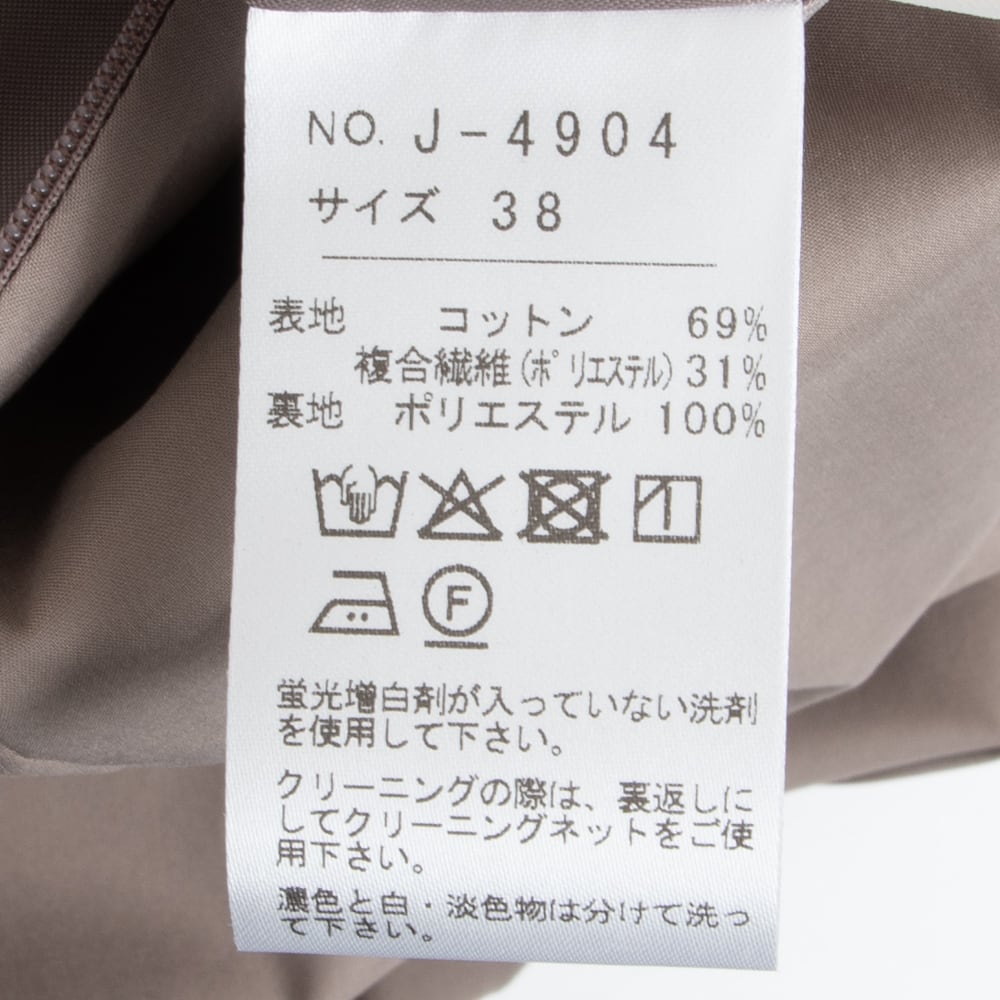 NO. J-4904
サイズ 38
表地 コットン 69%
複合繊維(ポリエステル)31%
裏地 ポリエステル 100%
F
蛍光増白剤が入っていない洗剤
を使用して下さい。
クリーニングの際は、裏返しに
してクリーニングネットをご使
用下さい。
濃色と白・淡色物は分けて洗っ
て下さい。